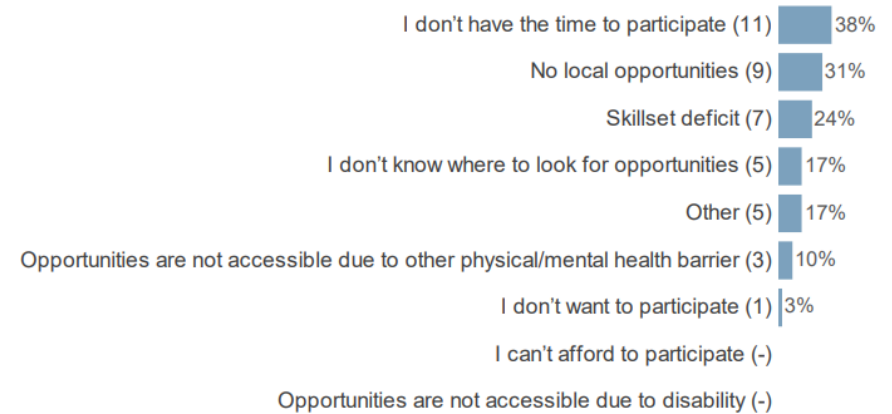 I don’t have the time to participate (11) 38%
No local opportunities (9) 31%
Skillset deficit (7) 24%
I don’t know where to look for opportunities (5) 17%
Other (5) 17%
Opportunities are not accessible due to other physical/mental health barrier (3) 10%
I don’t want to participate (1) 3%
I can’t afford to participate (-)
Opportunities are not accessible due to disability (-)